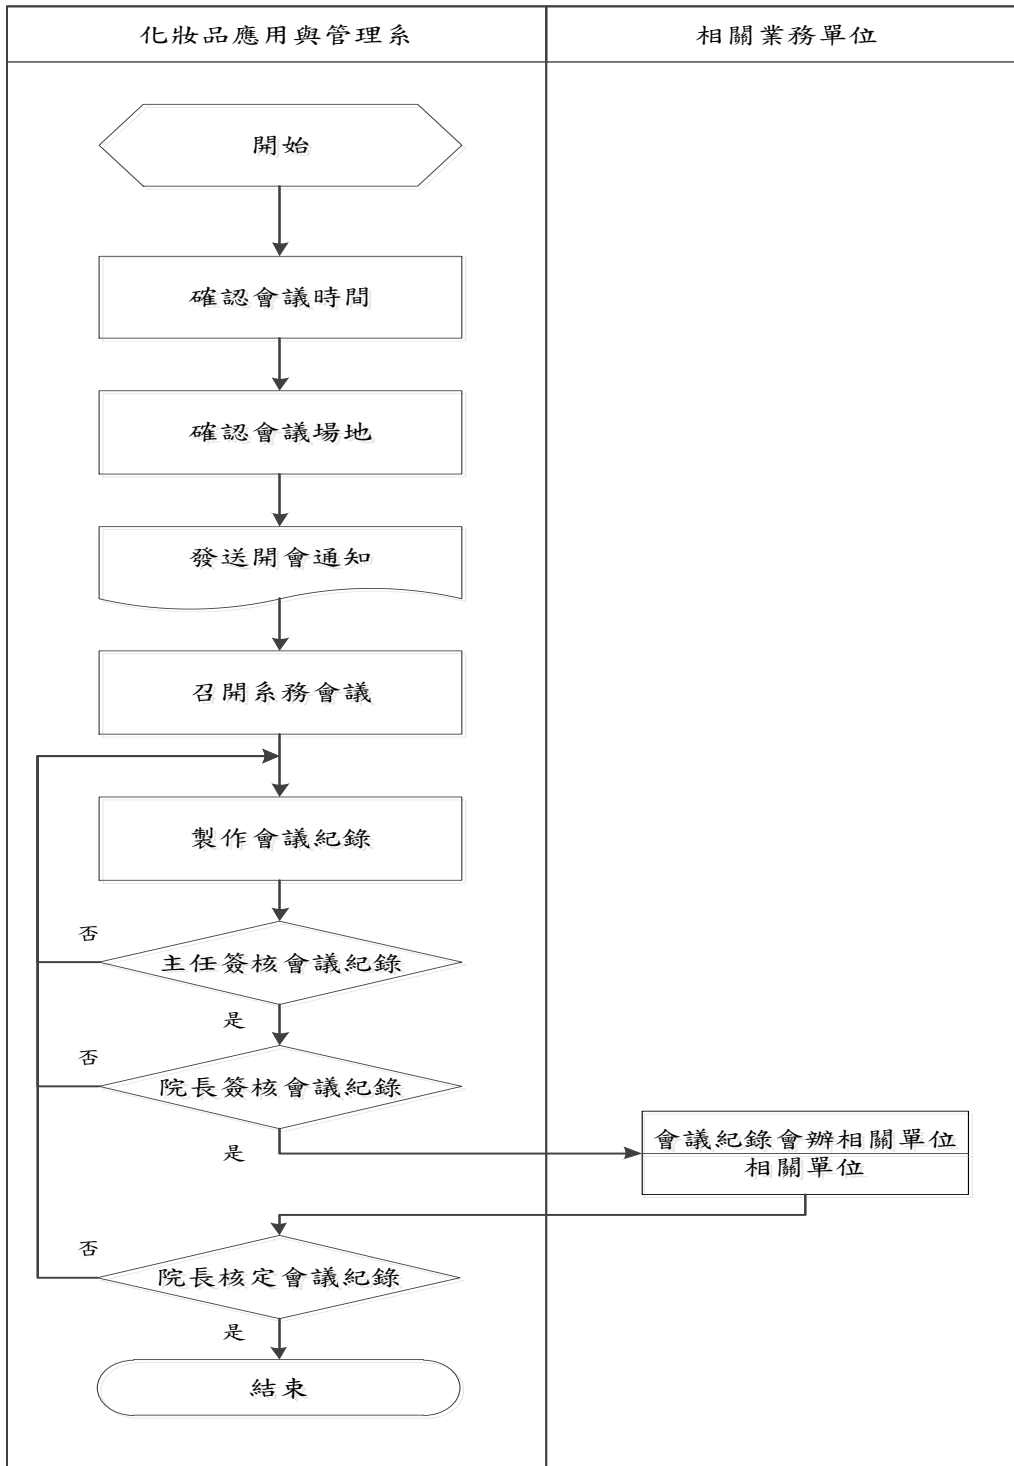 化妝品應用與管理系
相關業務單位
開始
確認會議時間
確認會議場地
發送開會通知
召開系務會議
製作會議紀錄
否
主任簽核會議紀錄
是
否
院長簽核會議紀錄
是
會議紀錄會辦相關單位
相關單位
否
院長核定會議紀錄
是
結束